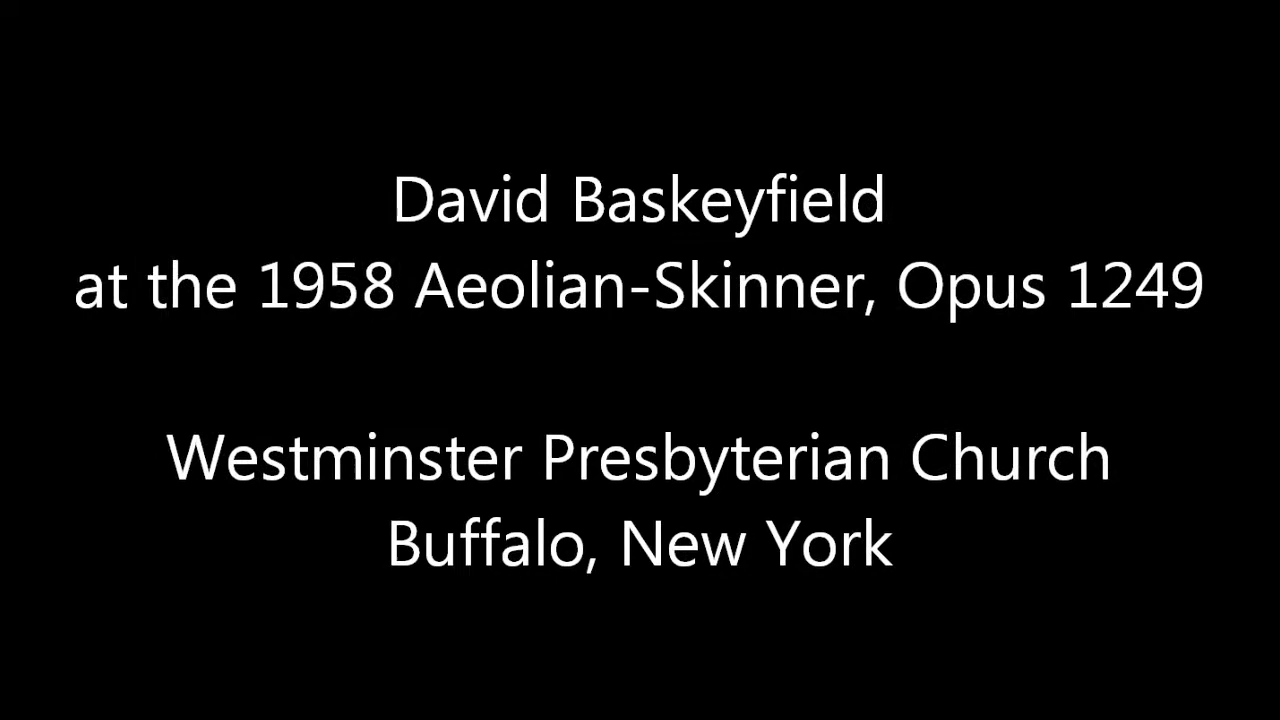 David Baskeyfield
at the 1958 Aeolian-Skinner, Opus 1249
Westminster Presbyterian Church
Buffalo, New York